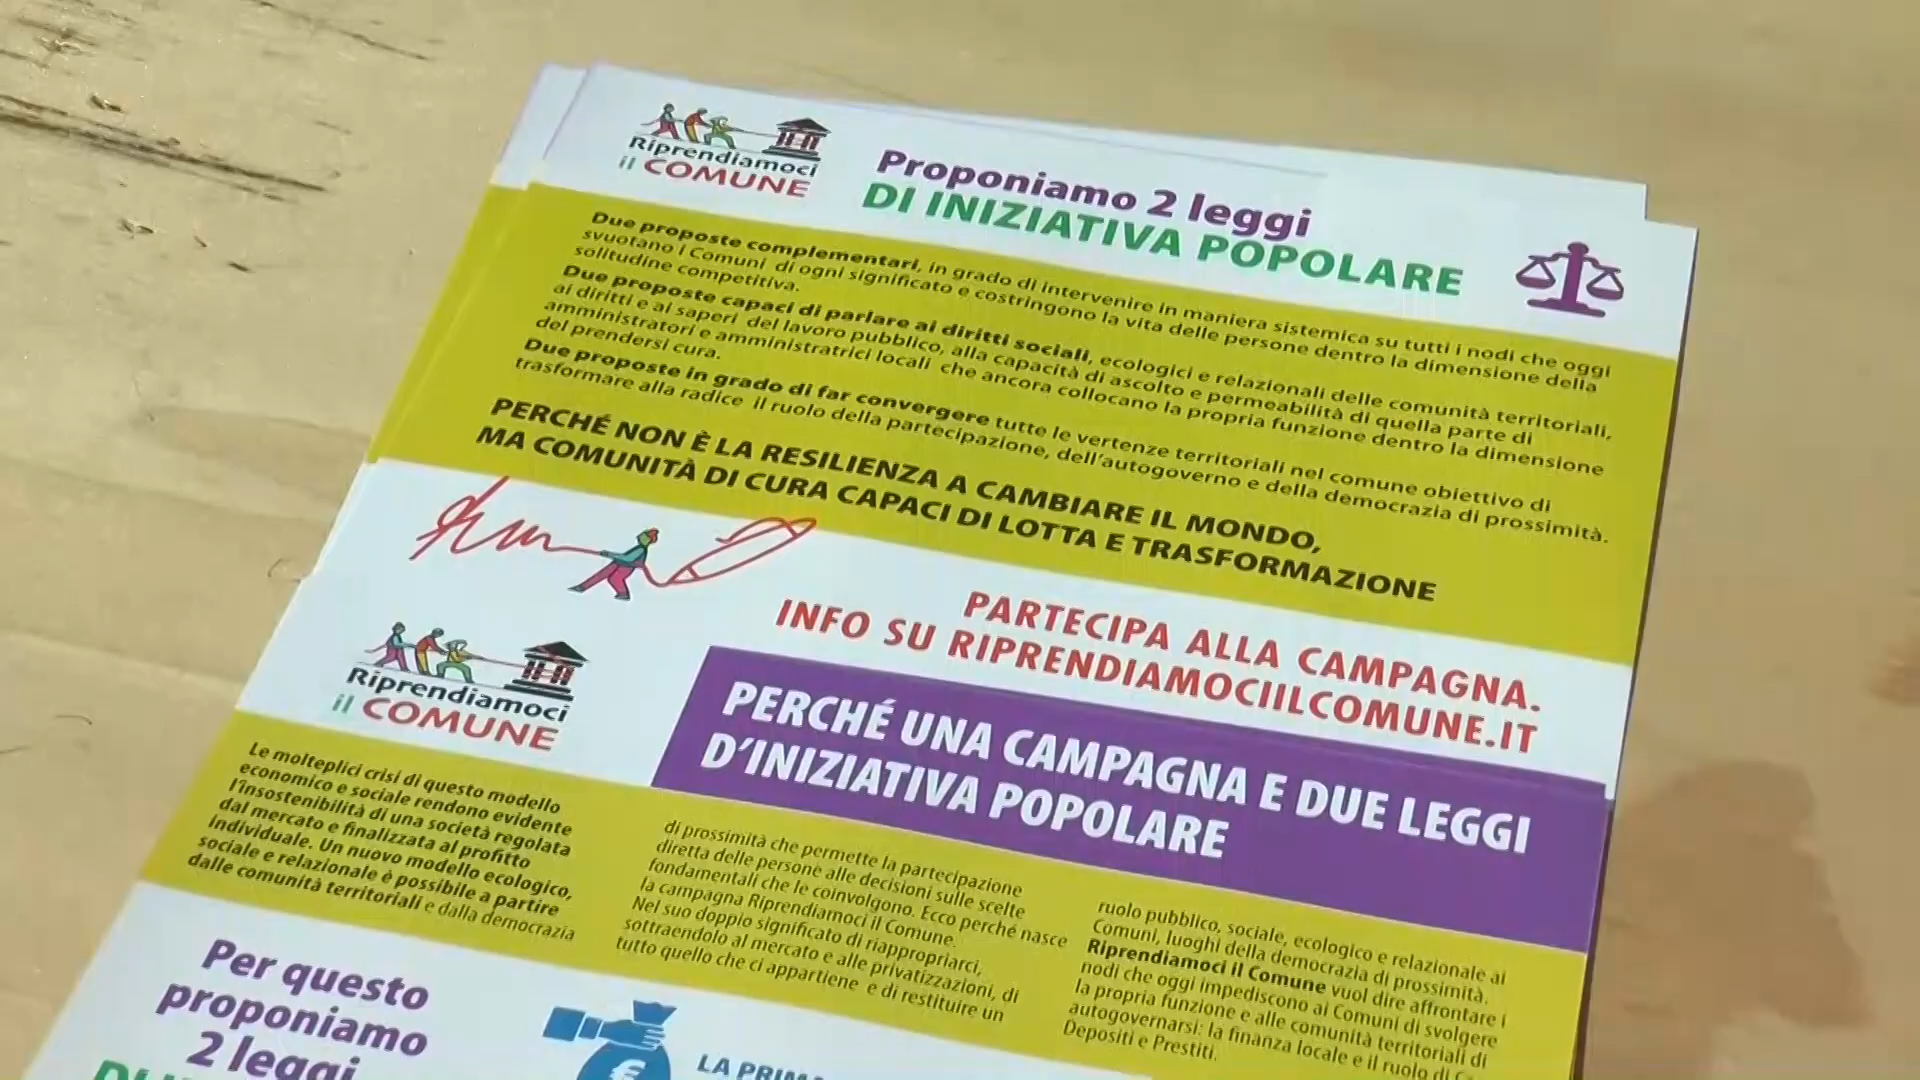 Riprendiamoci
il COMUNE
Proponiamo 2 leggi
DI INIZIATIVA POPOLARE
Due proposte complementari, in grado di intervenire in maniera sistemica su tutti i nodi che oggi
svuotano i Comuni di ogni significato e costringono la vita delle persone dentro la dimensione della
solitudine competitiva.
Due proposte capaci di parlare ai diritti sociali, ecologici e relazionali delle comunità territoriali,
ai diritti e ai saperi del lavoro pubblico, alla capacità di ascolto e permeabilità di quella parte di
amministratori e amministratrici locali che ancora collocano la propria funzione dentro la dimensione
del prendersi cura.
Due proposte in grado di far convergere tutte le vertenze territoriali nel comune obiettivo di
trasformare alla radice il ruolo della partecipazione, dell'autogoverno e della democrazia di prossimità.
PERCHÉ NON È LA RESILIENZA A CAMBIARE IL MONDO,
MA COMUNITÀ DI CURA CAPACI DI LOTTA E TRASFORMAZIONE
PARTECIPA ALLA CAMPAGNA.
INFO SU RIPRENDIAMOCIILCOMUNE.IT
Riprendiamoci
il COMUNE
PERCHÉ UNA CAMPAGNA E DUE LEGGI
D'INIZIATIVA POPOLARE
Le molteplici crisi di questo modello
economico e sociale rendono evidente
l'insostenibilità di una società regolata
dal mercato e finalizzata al profitto
individuale. Un nuovo modello ecologico,
sociale e relazionale è possibile a partire
dalle comunità territoriali e dalla democrazia
di prossimità che permette la partecipazione
diretta delle persone alle decisioni sulle scelte
fondamentali che le coinvolgono. Ecco perché nasce
la campagna Riprendiamoci il Comune.
Nel suo doppio significato di riappropriarci,
sottraendolo al mercato e alle privatizzazioni, di
tutto quello che ci appartiene e di restituire un
ruolo pubblico, sociale, ecologico e relazionale ai
Comuni, luoghi della democrazia di prossimità.
Riprendiamoci il Comune vuol dire affrontare i
nodi che oggi impediscono ai Comuni di svolgere
la propria funzione e alle comunità territoriali di
autogovernarsi: la finanza locale e il ruolo di
Depositi e Prestiti.
Per questo
proponiamo
2 leggi
€
LA PRIMA